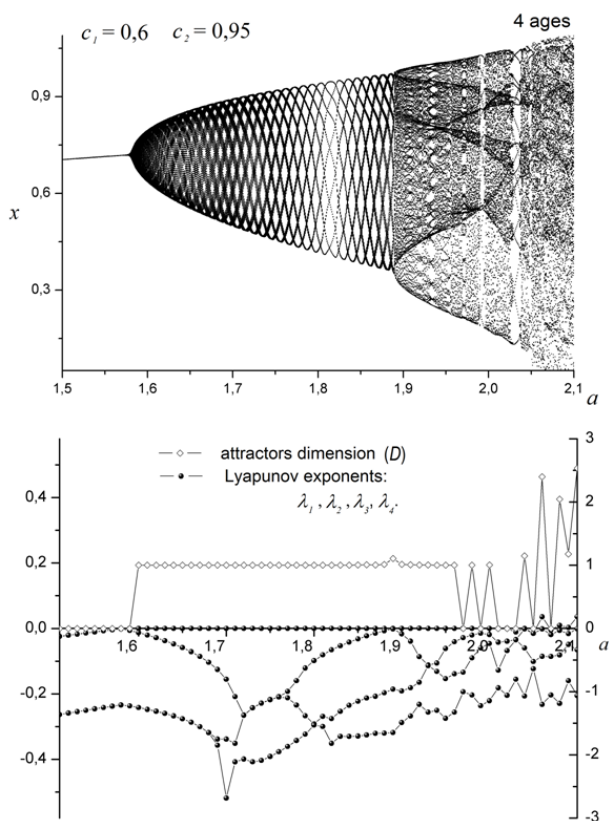 c₁ = 0,6 c₂ = 0,95 4 ages
0,9
0,6
x
0,3
1,5 1,6 1,7 1,8 1,9 2,0 2,1
a
attractors dimension (D)
Lyapunov exponents:
λ₁ , λ₂ , λ₃, λ₄.
0,4
0,2
0,0
-0,2
-0,4
1,6 1,7 1,8 1,9 2,0 2,1
a
3
2
1
0
-1
-2
-3